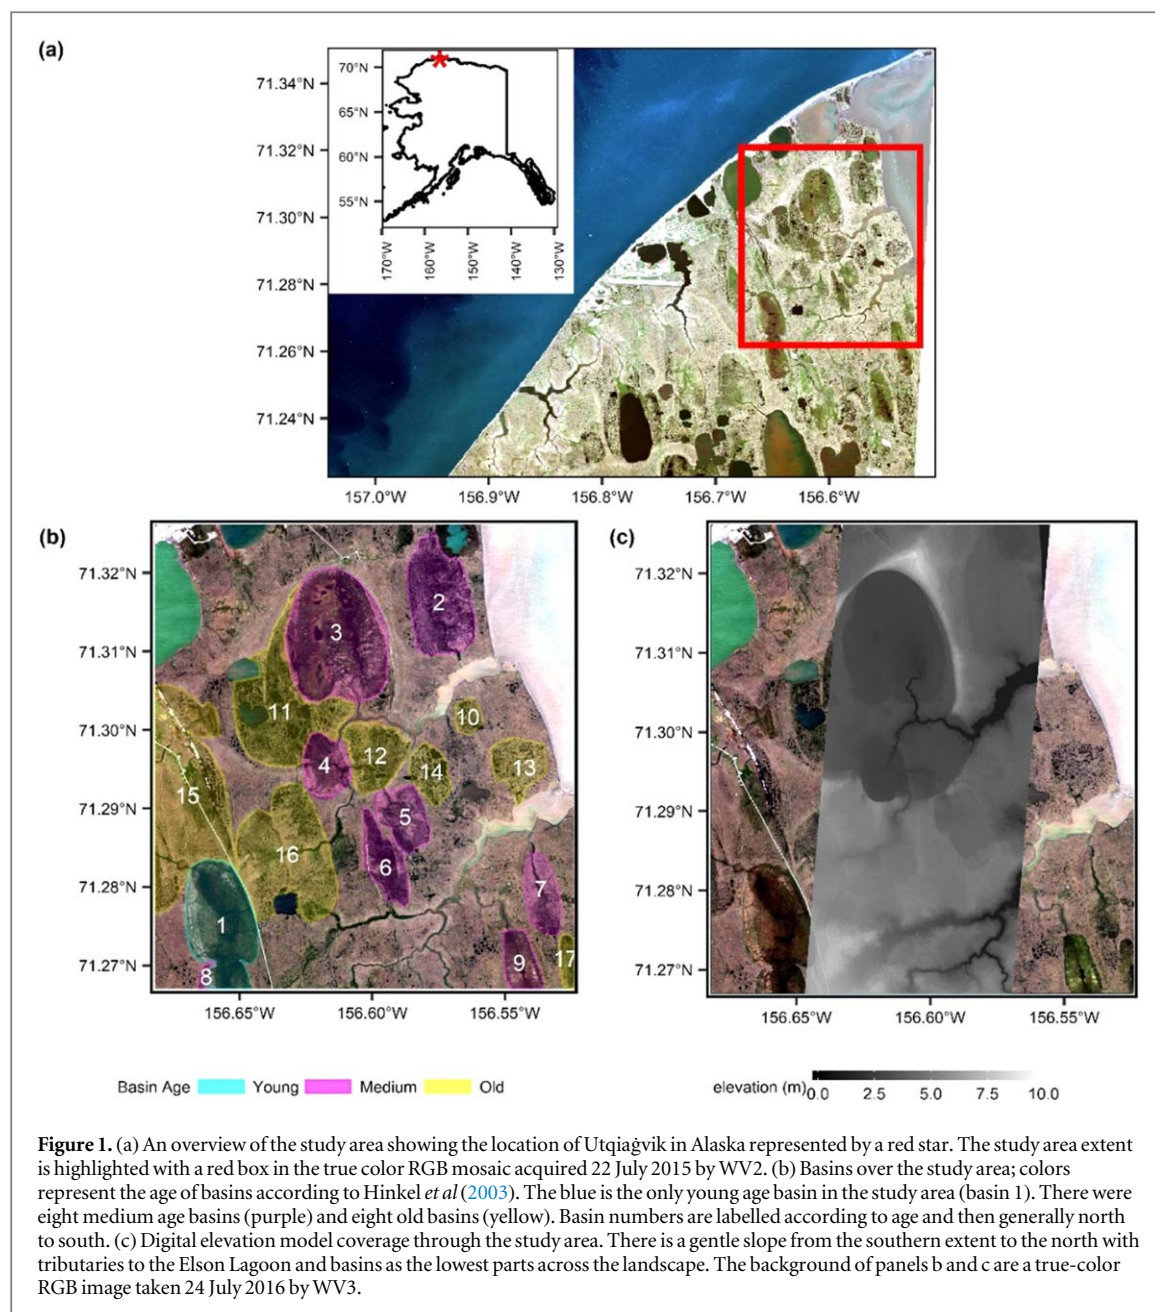 (a)
70°N
65°N
60°N
55°N
170°W
160°W
150°W
140°W
130°W
71.34°N
71.32°N
71.30°N
71.28°N
71.26°N
71.24°N
157.0°W 156.9°W 156.8°W 156.7°W 156.6°W
(b)
71.32°N
71.31°N
71.30°N
71.29°N
71.28°N
71.27°N
2
3
11
10
12
4
14
13
15
5
16
6
7
1
9
17
8
156.65°W 156.60°W 156.55°W
(c)
71.32°N
71.31°N
71.30°N
71.29°N
71.28°N
71.27°N
156.65°W 156.60°W 156.55°W
Basin Age Young Medium Old
elevation (m) 0.0 2.5 5.0 7.5 10.0
Figure 1. (a) An overview of the study area showing the location of Utqiaġvik in Alaska represented by a red star. The study area extent
is highlighted with a red box in the true color RGB mosaic acquired 22 July 2015 by WV2. (b) Basins over the study area; colors
represent the age of basins according to Hinkel et al (2003). The blue is the only young age basin in the study area (basin 1). There were
eight medium age basins (purple) and eight old basins (yellow). Basin numbers are labelled according to age and then generally north
to south. (c) Digital elevation model coverage through the study area. There is a gentle slope from the southern extent to the north with
tributaries to the Elson Lagoon and basins as the lowest parts across the landscape. The background of panels b and c are a true-color
RGB image taken 24 July 2016 by WV3.